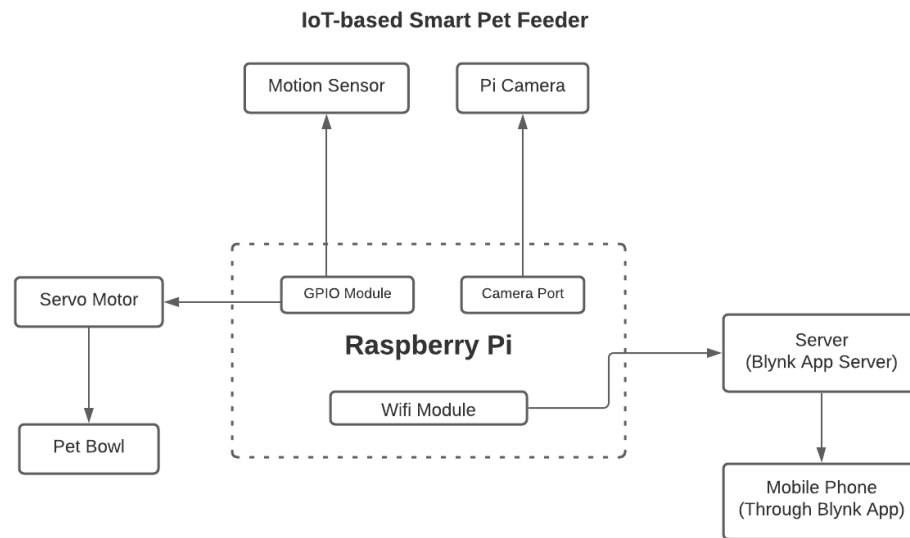 IoT-based Smart Pet Feeder
Motion Sensor
Pi Camera
GPIO Module
Camera Port
Servo Motor
Raspberry Pi
Server
(Blynk App Server)
Wifi Module
Pet Bowl
Mobile Phone
(Through Blynk App)